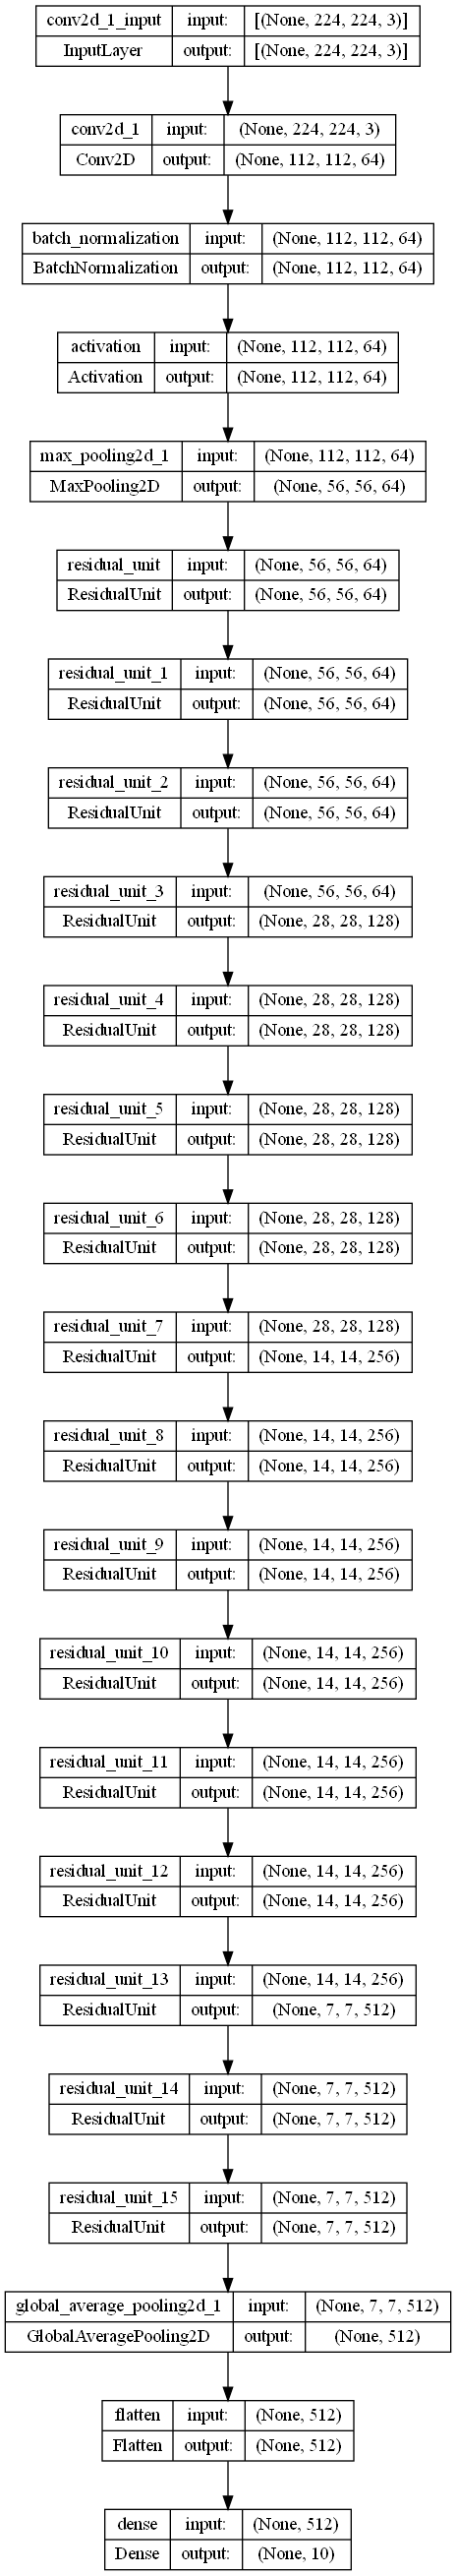 conv2d_1_input input: [(None, 224, 224, 3)]
InputLayer output: [(None, 224, 224, 3)]
conv2d_1 input: (None, 224, 224, 3)
Conv2D output: (None, 112, 112, 64)
batch_normalization input: (None, 112, 112, 64)
BatchNormalization output: (None, 112, 112, 64)
activation input: (None, 112, 112, 64)
Activation output: (None, 112, 112, 64)
max_pooling2d_1 input: (None, 112, 112, 64)
MaxPooling2D output: (None, 56, 56, 64)
residual_unit input: (None, 56, 56, 64)
ResidualUnit output: (None, 56, 56, 64)
residual_unit_1 input: (None, 56, 56, 64)
ResidualUnit output: (None, 56, 56, 64)
residual_unit_2 input: (None, 56, 56, 64)
ResidualUnit output: (None, 56, 56, 64)
residual_unit_3 input: (None, 56, 56, 64)
ResidualUnit output: (None, 28, 28, 128)
residual_unit_4 input: (None, 28, 28, 128)
ResidualUnit output: (None, 28, 28, 128)
residual_unit_5 input: (None, 28, 28, 128)
ResidualUnit output: (None, 28, 28, 128)
residual_unit_6 input: (None, 28, 28, 128)
ResidualUnit output: (None, 28, 28, 128)
residual_unit_7 input: (None, 28, 28, 128)
ResidualUnit output: (None, 14, 14, 256)
residual_unit_8 input: (None, 14, 14, 256)
ResidualUnit output: (None, 14, 14, 256)
residual_unit_9 input: (None, 14, 14, 256)
ResidualUnit output: (None, 14, 14, 256)
residual_unit_10 input: (None, 14, 14, 256)
ResidualUnit output: (None, 14, 14, 256)
residual_unit_11 input: (None, 14, 14, 256)
ResidualUnit output: (None, 14, 14, 256)
residual_unit_12 input: (None, 14, 14, 256)
ResidualUnit output: (None, 14, 14, 256)
residual_unit_13 input: (None, 14, 14, 256)
ResidualUnit output: (None, 7, 7, 512)
residual_unit_14 input: (None, 7, 7, 512)
ResidualUnit output: (None, 7, 7, 512)
residual_unit_15 input: (None, 7, 7, 512)
ResidualUnit output: (None, 7, 7, 512)
global_average_pooling2d_1 input: (None, 7, 7, 512)
GlobalAveragePooling2D output: (None, 512)
flatten input: (None, 512)
Flatten output: (None, 512)
dense input: (None, 512)
Dense output: (None, 10)